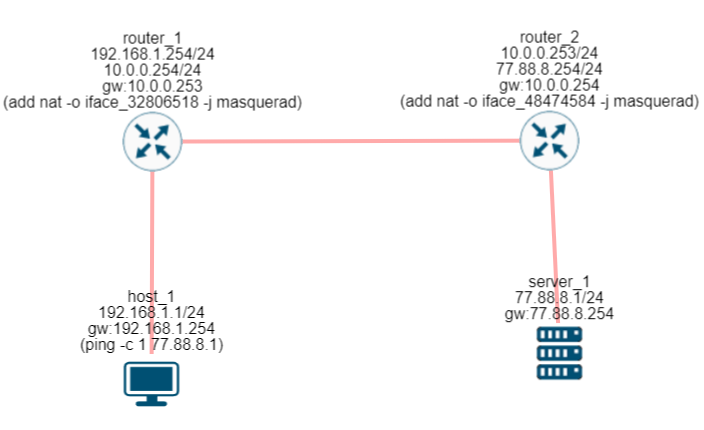 router_1
192.168.1.254/24
10.0.0.254/24
gw:10.0.0.253
(add nat -o iface_32806518 -j masquerad)
router_2
10.0.0.253/24
77.88.8.254/24
gw:10.0.0.254
(add nat -o iface_48474584 -j masquerad)
host_1
192.168.1.1/24
gw:192.168.1.254
(ping -c 1 77.88.8.1)
server_1
77.88.8.1/24
gw:77.88.8.254